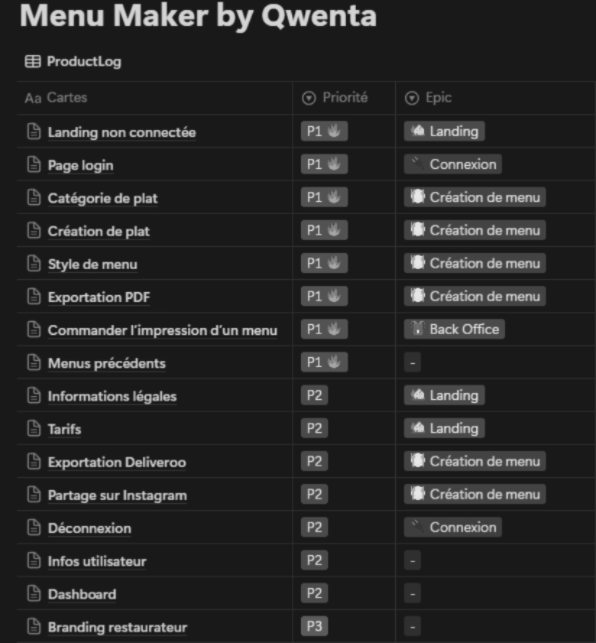 Menu Maker by Qwenta
ProductLog
Aa Cartes Priorité Epic
Landing non connectée P1 Landing
Page login P1 Connexion
Catégorie de plat P1 Création de menu
Création de plat P1 Création de menu
Style de menu P1 Création de menu
Exportation PDF P1 Création de menu
Commander l'impression d'un menu P1 Back Office
Menus précédents P1 -
Informations légales P2 Landing
Tarifs P2 Landing
Exportation Deliveroo P2 Création de menu
Partage sur Instagram P2 Création de menu
Déconnexion P2 Connexion
Infos utilisateur P2 -
Dashboard P2 -
Branding restaurateur P3 -